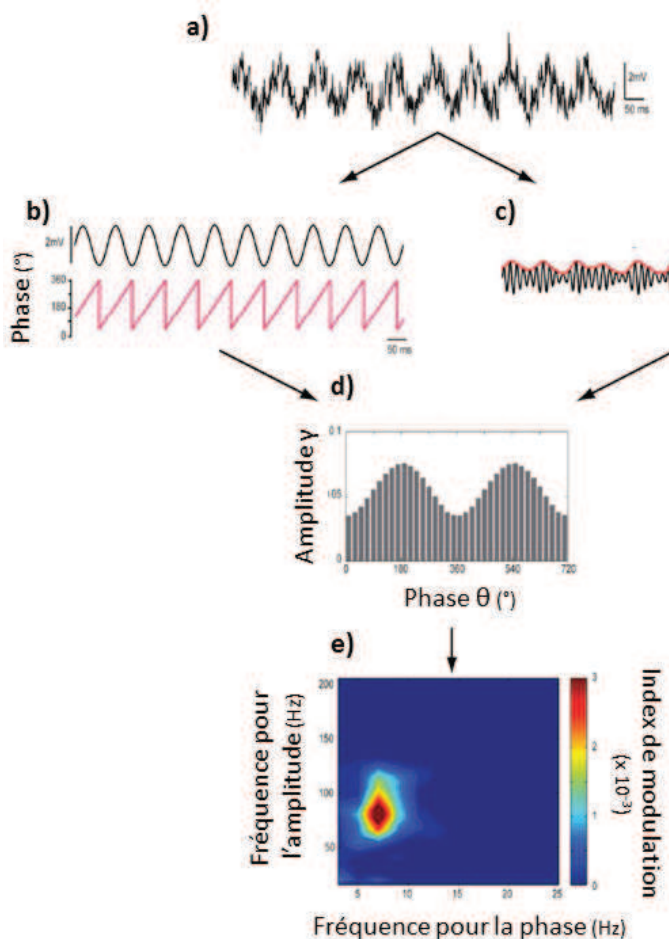 a)
2mV
50 ms
b)
c)
2mV
Phase (°)
360
180
0
50 ms
d)
Amplitude γ
0.1
0
0
180
360
540
720
Phase θ (°)
e)
Fréquence pour
l'amplitude (Hz)
200
150
100
50
5
10
15
20
25
Fréquence pour la phase (Hz)
3
2
1
0
Index de modulation
(x 10⁻³)